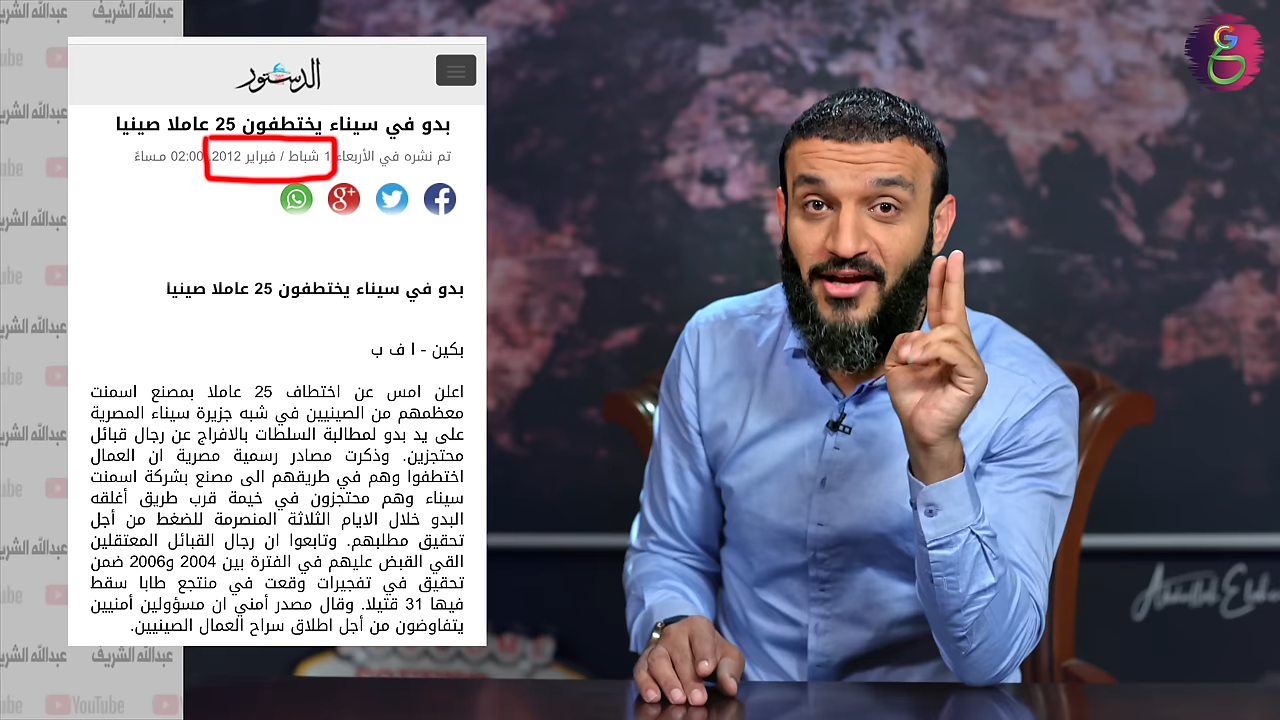 الدستور
بدو في سيناء يختطفون 25 عاملا صينيا
تم نشره في الأربعاء 1 شباط / فبراير 2012. 02:00 مـساءً
بدو في سيناء يختطفون 25 عاملا صينيا
بكين - ا ف ب
اعلن امس عن اختطاف 25 عاملا بمصنع اسمنت
معظمهم من الصينيين في شبه جزيرة سيناء المصرية
على يد بدو لمطالبة السلطات بالافراج عن رجال قبائل
محتجزين. وذكرت مصادر رسمية مصرية ان العمال
اختطفوا وهم في طريقهم الى مصنع بشركة اسمنت
سيناء وهم محتجزون في خيمة قرب طريق أغلقه
البدو خلال الايام الثلاثة المنصرمة للضغط من أجل
تحقيق مطلبهم. وتابعوا ان رجال القبائل المعتقلين
القي القبض عليهم في الفترة بين 2004 و2006 ضمن
تحقيق في تفجيرات وقعت في منتجع طابا سقط
فيها 31 قتيلا. وقال مصدر أمني ان مسؤولين أمنيين
يتفاوضون من أجل اطلاق سراح العمال الصينيين.
عبدالله الشريف
YouTube